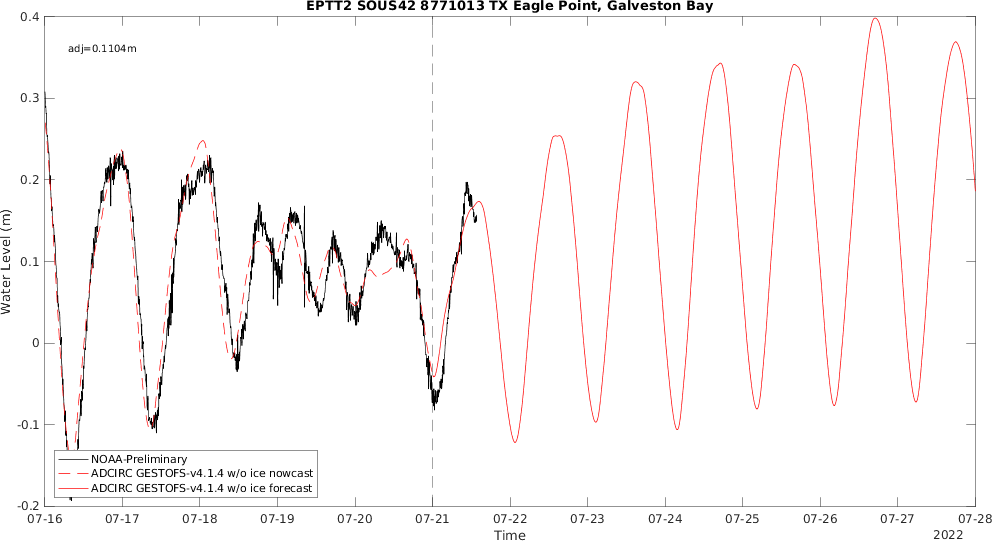 EPTT2 SOUS42 8771013 TX Eagle Point, Galveston Bay
adj=0.1104m
Water Level (m)
0.4
0.3
0.2
0.1
0
-0.1
-0.2
NOAA-Preliminary
ADCIRC GESTOFS-v4.1.4 w/o ice nowcast
ADCIRC GESTOFS-v4.1.4 w/o ice forecast
07-16 07-17 07-18 07-19 07-20 07-21 07-22 07-23 07-24 07-25 07-26 07-27 07-28
Time
2022